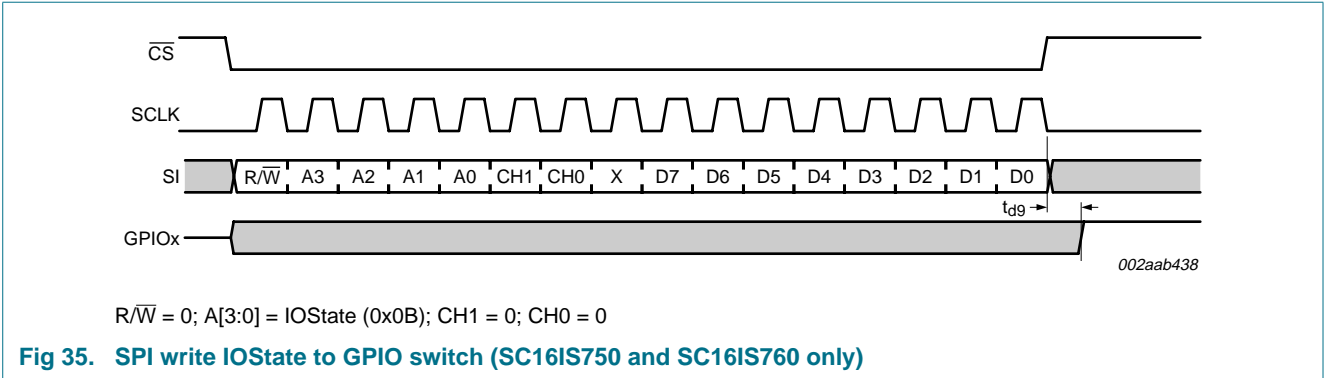 C̅S̅
SCLK
SI R/W̅ A3 A2 A1 A0 CH1 CH0 X D7 D6 D5 D4 D3 D2 D1 D0
td9
GPIOx
002aab438
R/W̅ = 0; A[3:0] = IOState (0x0B); CH1 = 0; CH0 = 0
Fig 35. SPI write IOState to GPIO switch (SC16IS750 and SC16IS760 only)